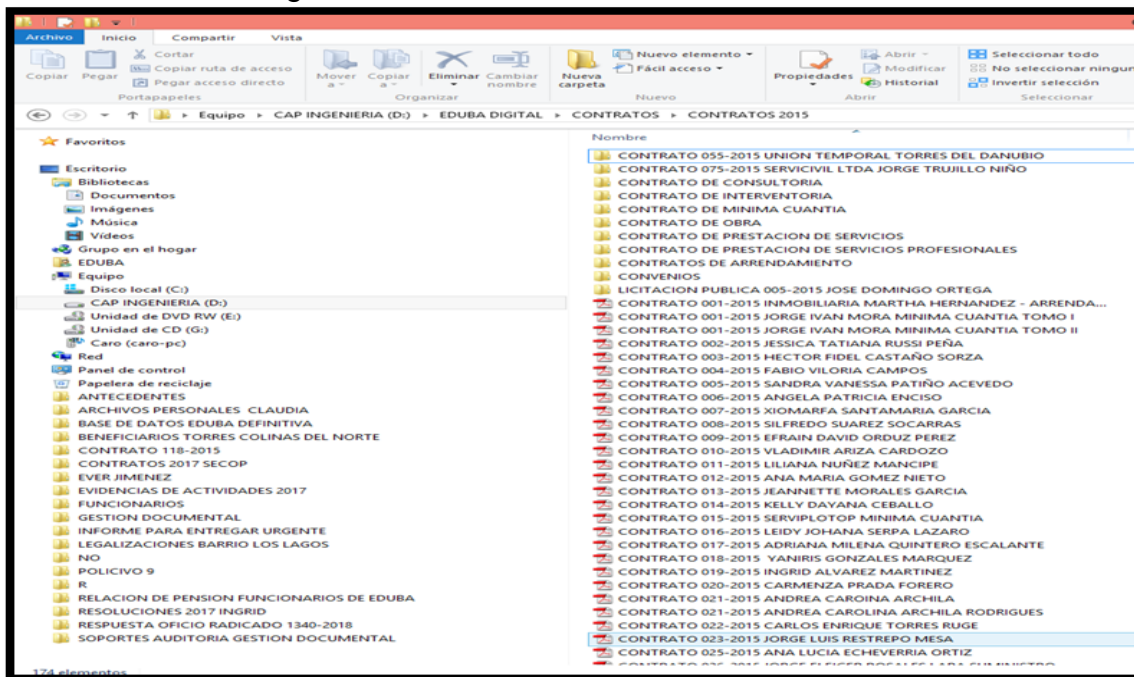 Archivo Inicio Compartir Vista
Copiar
Pegar
Cortar
Copiar ruta de acceso
Pegar acceso directo
Portapapeles
Mover a
Copiar a
Eliminar
Cambiar nombre
Organizar
Nueva carpeta
Nuevo elemento
Fácil acceso
Nuevo
Propiedades
Abrir
Modificar
Historial
Abrir
Seleccionar todo
No seleccionar ningun
Invertir selección
Seleccionar
Equipo CAP INGENIERIA (D:) EDUBA DIGITAL CONTRATOS CONTRATOS 2015
Favoritos
Escritorio
Bibliotecas
Documentos
Imágenes
Música
Vídeos
Grupo en el hogar
EDUBA
Equipo
Disco local (C:)
CAP INGENIERIA (D:)
Unidad de DVD RW (E:)
Unidad de CD (G:)
Caro (caro-pc)
Red
Panel de control
Papelera de reciclaje
ANTECEDENTES
ARCHIVOS PERSONALES CLAUDIA
BASE DE DATOS EDUBA DEFINITIVA
BENEFICIARIOS TORRES COLINAS DEL NORTE
CONTRATO 118-2015
CONTRATOS 2017 SECOP
EVER JIMENEZ
EVIDENCIAS DE ACTIVIDADES 2017
FUNCIONARIOS
GESTION DOCUMENTAL
INFORME PARA ENTREGAR URGENTE
LEGALIZACIONES BARRIO LOS LAGOS
NO
POLICIVO 9
R
RELACION DE PENSION FUNCIONARIOS DE EDUBA
RESOLUCIONES 2017 INGRID
RESPUESTA OFICIO RADICADO 1340-2018
SOPORTES AUDITORIA GESTION DOCUMENTAL
Nombre
CONTRATO 055-2015 UNION TEMPORAL TORRES DEL DANUBIO
CONTRATO 075-2015 SERVICIVIL LTDA JORGE TRUJILLO NIÑO
CONTRATO DE CONSULTORIA
CONTRATO DE INTERVENTORIA
CONTRATO DE MINIMA CUANTIA
CONTRATO DE OBRA
CONTRATO DE PRESTACION DE SERVICIOS
CONTRATO DE PRESTACION DE SERVICIOS PROFESIONALES
CONTRATOS DE ARRENDAMIENTO
CONVENIOS
LICITACION PUBLICA 005-2015 JOSE DOMINGO ORTEGA
CONTRATO 001-2015 INMOBILIARIA MARTHA HERNANDEZ - ARRENDA...
CONTRATO 001-2015 JORGE IVAN MORA MINIMA CUANTIA TOMO I
CONTRATO 001-2015 JORGE IVAN MORA MINIMA CUANTIA TOMO II
CONTRATO 002-2015 JESSICA TATIANA RUSSI PEÑA
CONTRATO 003-2015 HECTOR FIDEL CASTAÑO SORZA
CONTRATO 004-2015 FABIO VILORIA CAMPOS
CONTRATO 005-2015 SANDRA VANESSA PATIÑO ACEVEDO
CONTRATO 006-2015 ANGELA PATRICIA ENCISO
CONTRATO 007-2015 XIOMARFA SANTAMARIA GARCIA
CONTRATO 008-2015 SILFREDO SUAREZ SOCARRAS
CONTRATO 009-2015 EFRAIN DAVID ORDUZ PEREZ
CONTRATO 010-2015 VLADIMIR ARIZA CARDOZO
CONTRATO 011-2015 LILIANA NUÑEZ MANCIPE
CONTRATO 012-2015 ANA MARIA GOMEZ NIETO
CONTRATO 013-2015 JEANNETTE MORALES GARCIA
CONTRATO 014-2015 KELLY DAYANA CEBALLO
CONTRATO 015-2015 SERVIPLOTOP MINIMA CUANTIA
CONTRATO 016-2015 LEIDY JOHANA SERPA LAZARO
CONTRATO 017-2015 ADRIANA MILENA QUINTERO ESCALANTE
CONTRATO 018-2015 YANIRIS GONZALES MARQUEZ
CONTRATO 019-2015 INGRID ALVAREZ MARTINEZ
CONTRATO 020-2015 CARMENZA PRADA FORERO
CONTRATO 021-2015 ANDREA CAROINA ARCHILA
CONTRATO 021-2015 ANDREA CAROLINA ARCHILA RODRIGUES
CONTRATO 022-2015 CARLOS ENRIQUE TORRES RUGE
CONTRATO 023-2015 JORGE LUIS RESTREPO MESA
CONTRATO 025-2015 ANA LUCIA ECHEVERRIA ORTIZ
174 elementos